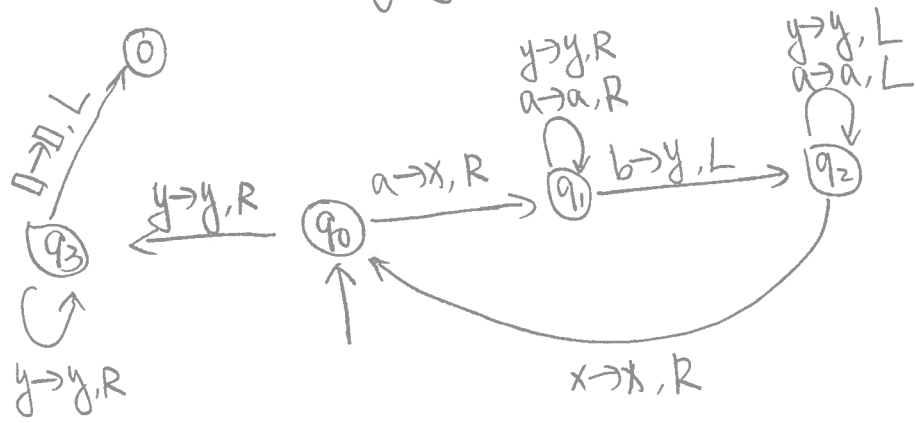 y→y,R
a→a,R
y→y,L
a→a,L
□→□,L
y→y,R
a→x,R
q₁
b→y,L
q₂
q₃
q₀
y→y,R
x→x,R